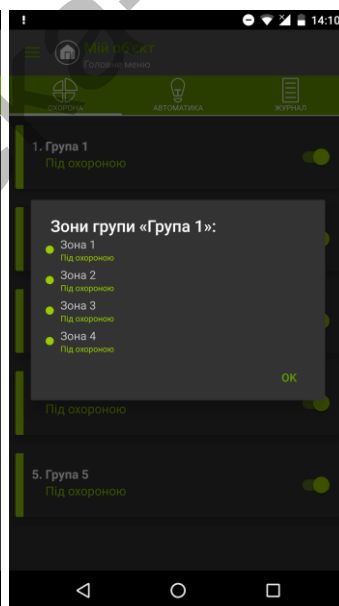 14:10
Мій об'єкт
Головне меню
ОХОРОНА
АВТОМАТИКА
ЖУРНАЛ
1. Група 1
Під охороною
Зони групи «Група 1»:
Зона 1
Під охороною
Зона 2
Під охороною
Зона 3
Під охороною
Зона 4
Під охороною
OK
Під охороною
5. Група 5
Під охороною